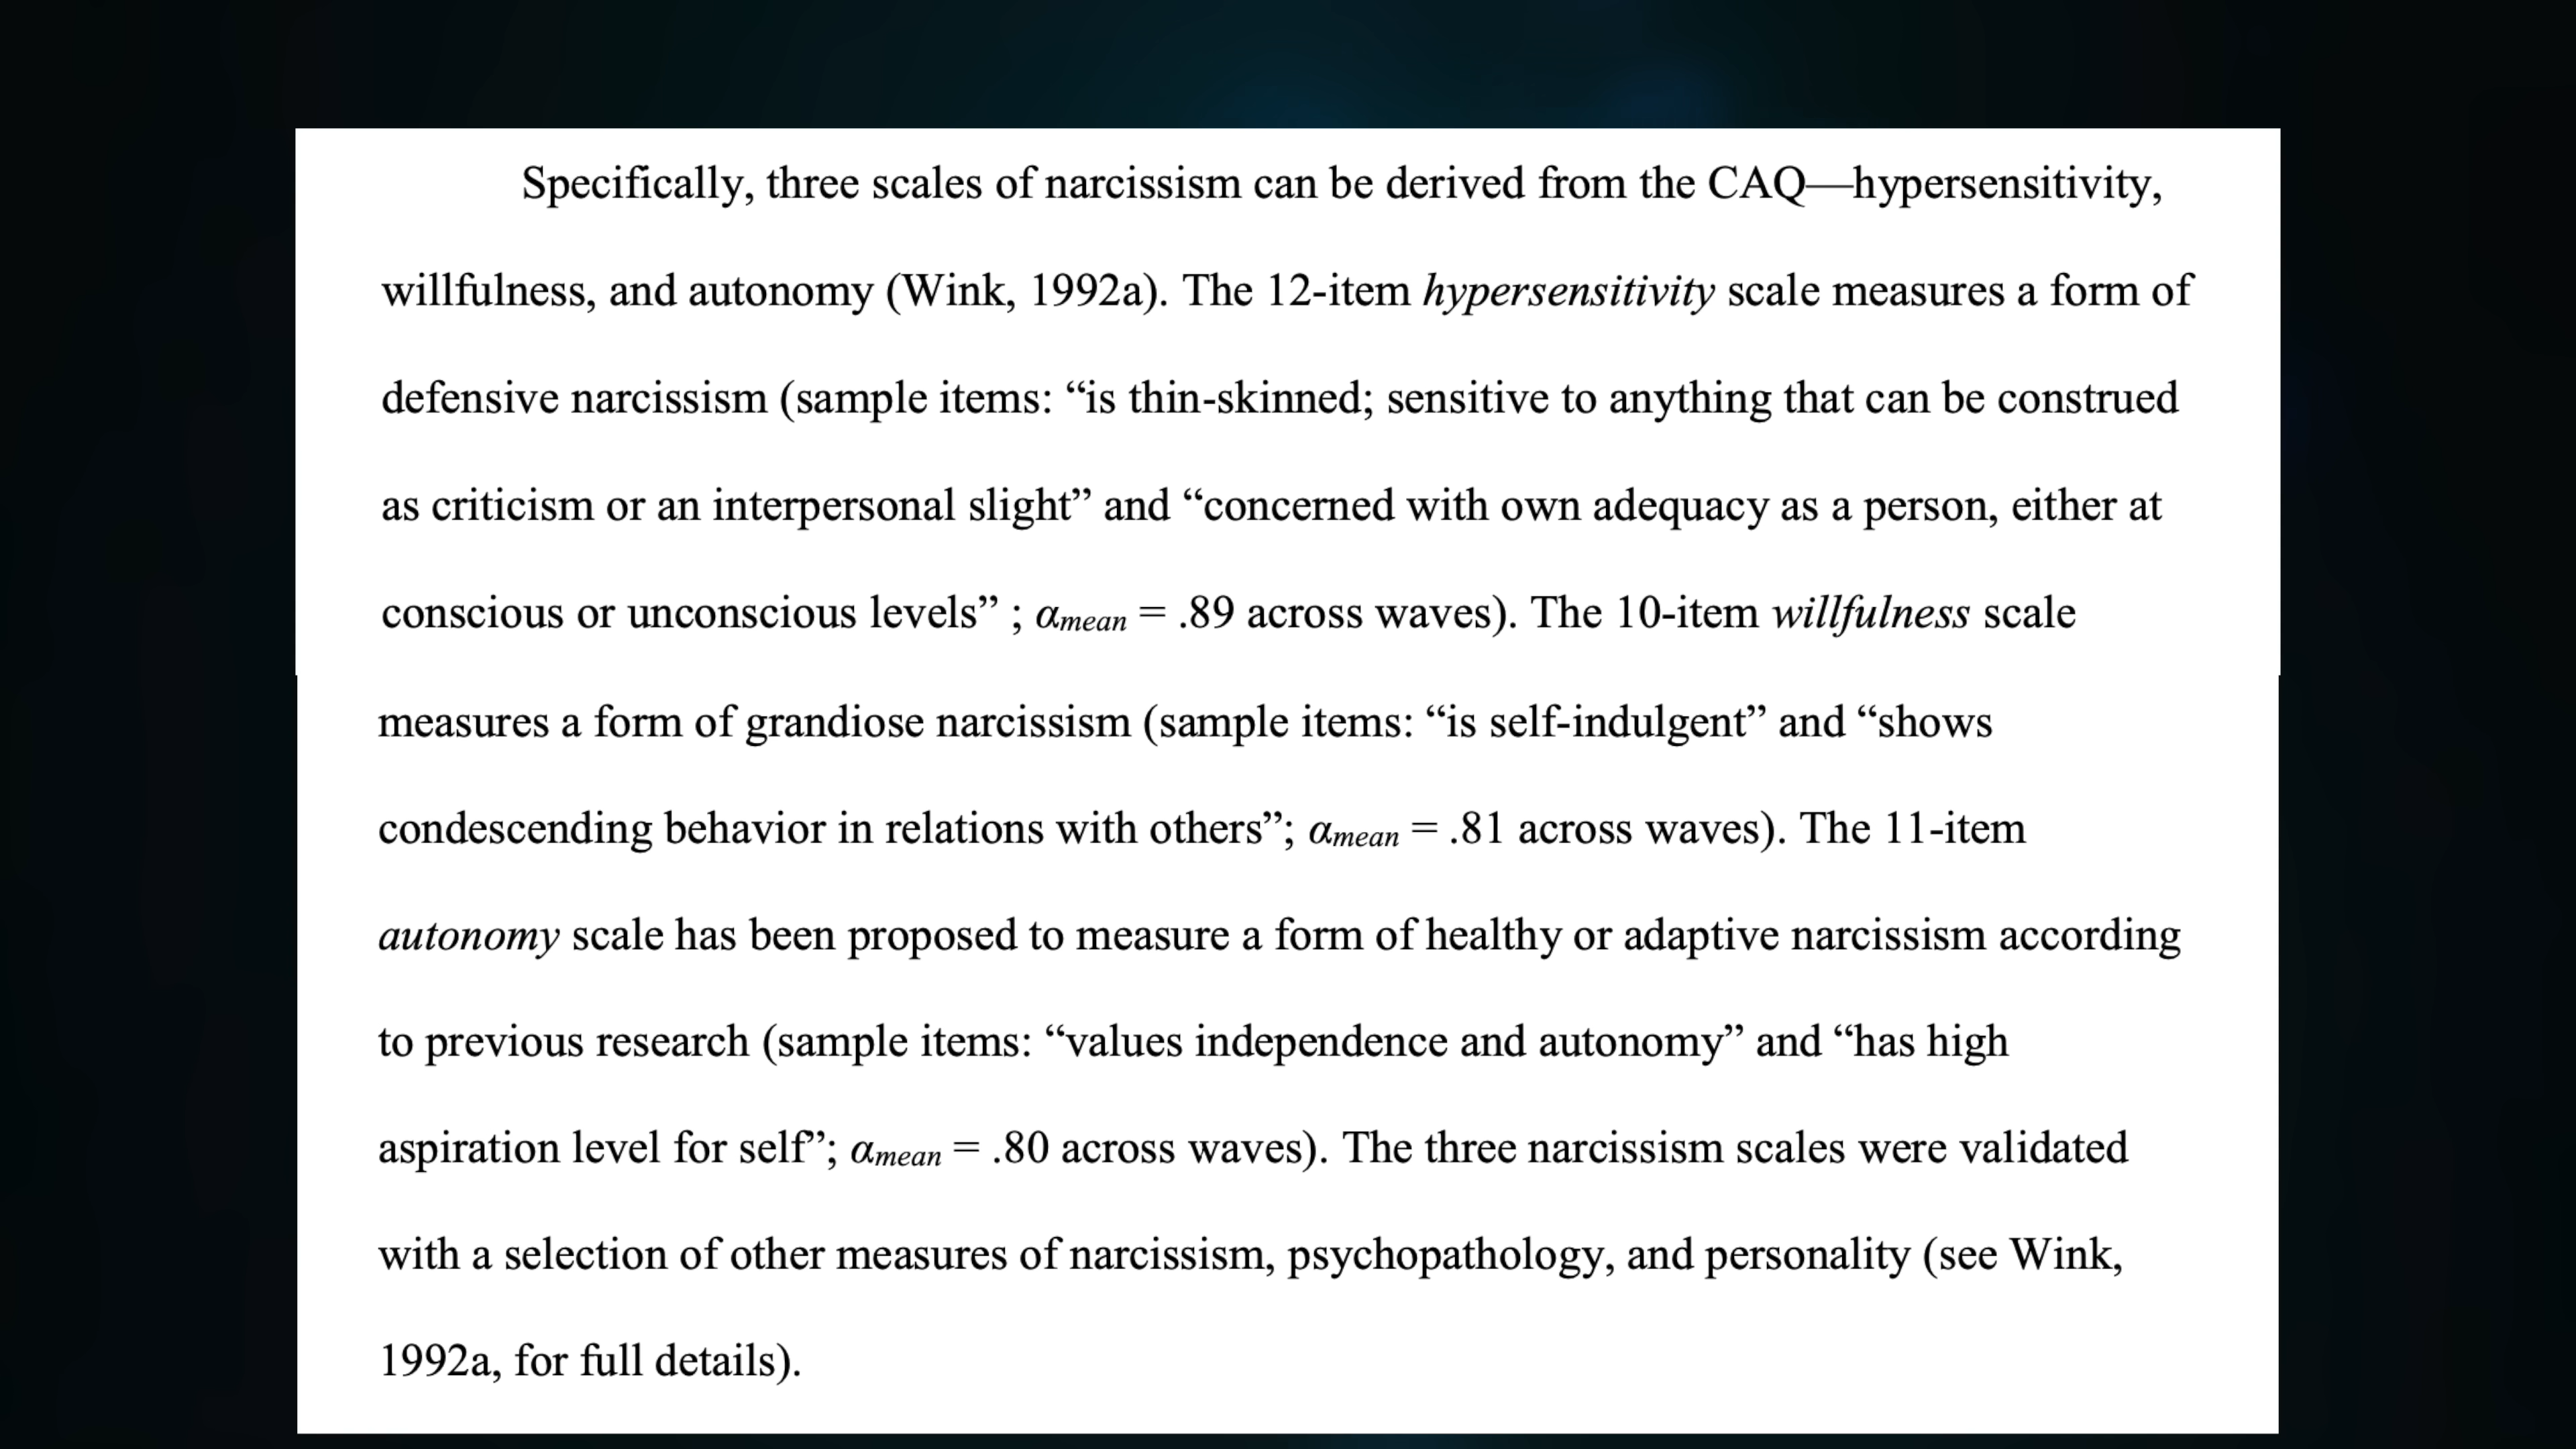 Specifically, three scales of narcissism can be derived from the CAQ—hypersensitivity,
willfulness, and autonomy (Wink, 1992a). The 12-item hypersensitivity scale measures a form of
defensive narcissism (sample items: “is thin-skinned; sensitive to anything that can be construed
as criticism or an interpersonal slight” and “concerned with own adequacy as a person, either at
conscious or unconscious levels” ; αmean = .89 across waves). The 10-item willfulness scale
measures a form of grandiose narcissism (sample items: “is self-indulgent” and “shows
condescending behavior in relations with others”; αmean = .81 across waves). The 11-item
autonomy scale has been proposed to measure a form of healthy or adaptive narcissism according
to previous research (sample items: “values independence and autonomy” and “has high
aspiration level for self”; αmean = .80 across waves). The three narcissism scales were validated
with a selection of other measures of narcissism, psychopathology, and personality (see Wink,
1992a, for full details).